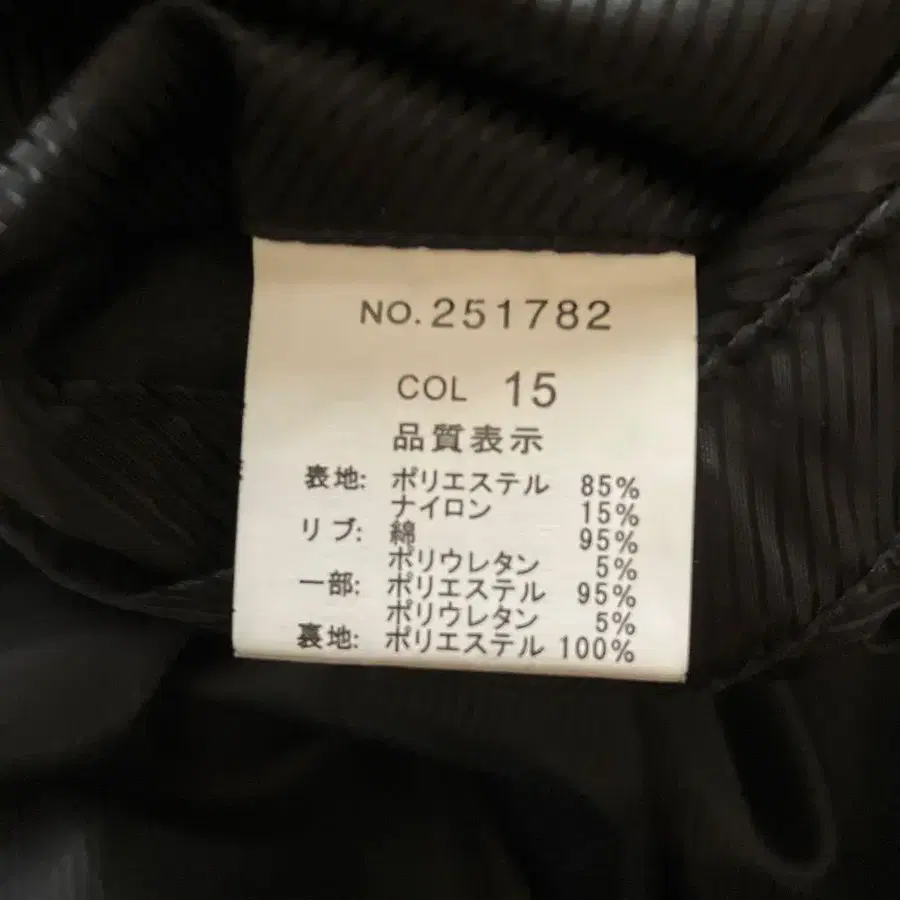 NO. 251782
COL 15
品質表示
表地: ポリエステル 85%
ナイロン 15%
リブ: 綿 95%
ポリウレタン 5%
一部: ポリエステル 95%
ポリウレタン 5%
裏地: ポリエステル 100%